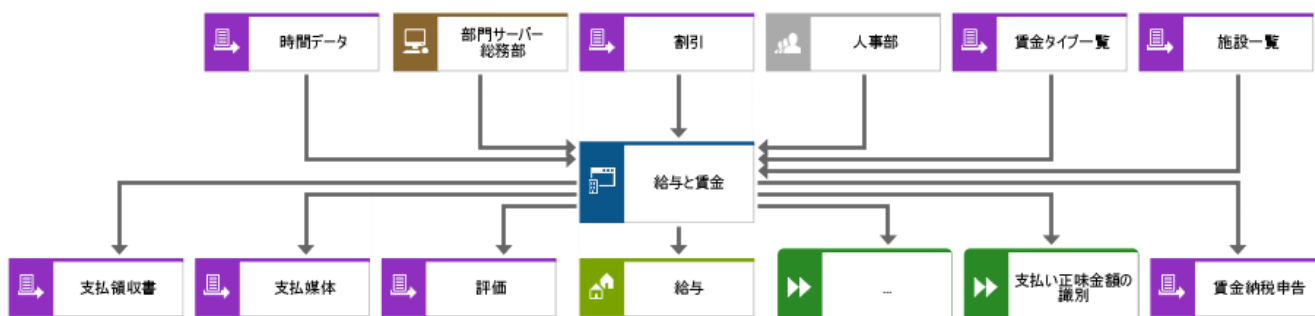 時間データ
部門サーバー
総務部
割引
人事部
賃金タイプ一覧
施設一覧
給与と賃金
支払領収書
支払媒体
評価
給与
...
支払い正味金額の
識別
賃金納税申告